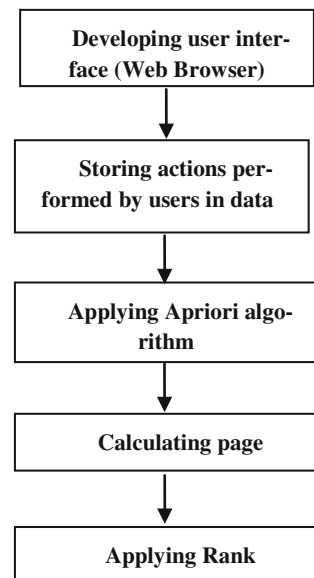 Developing user inter-
face (Web Browser)
Storing actions per-
formed by users in data
Applying Apriori algo-
rithm
Calculating page
Applying Rank